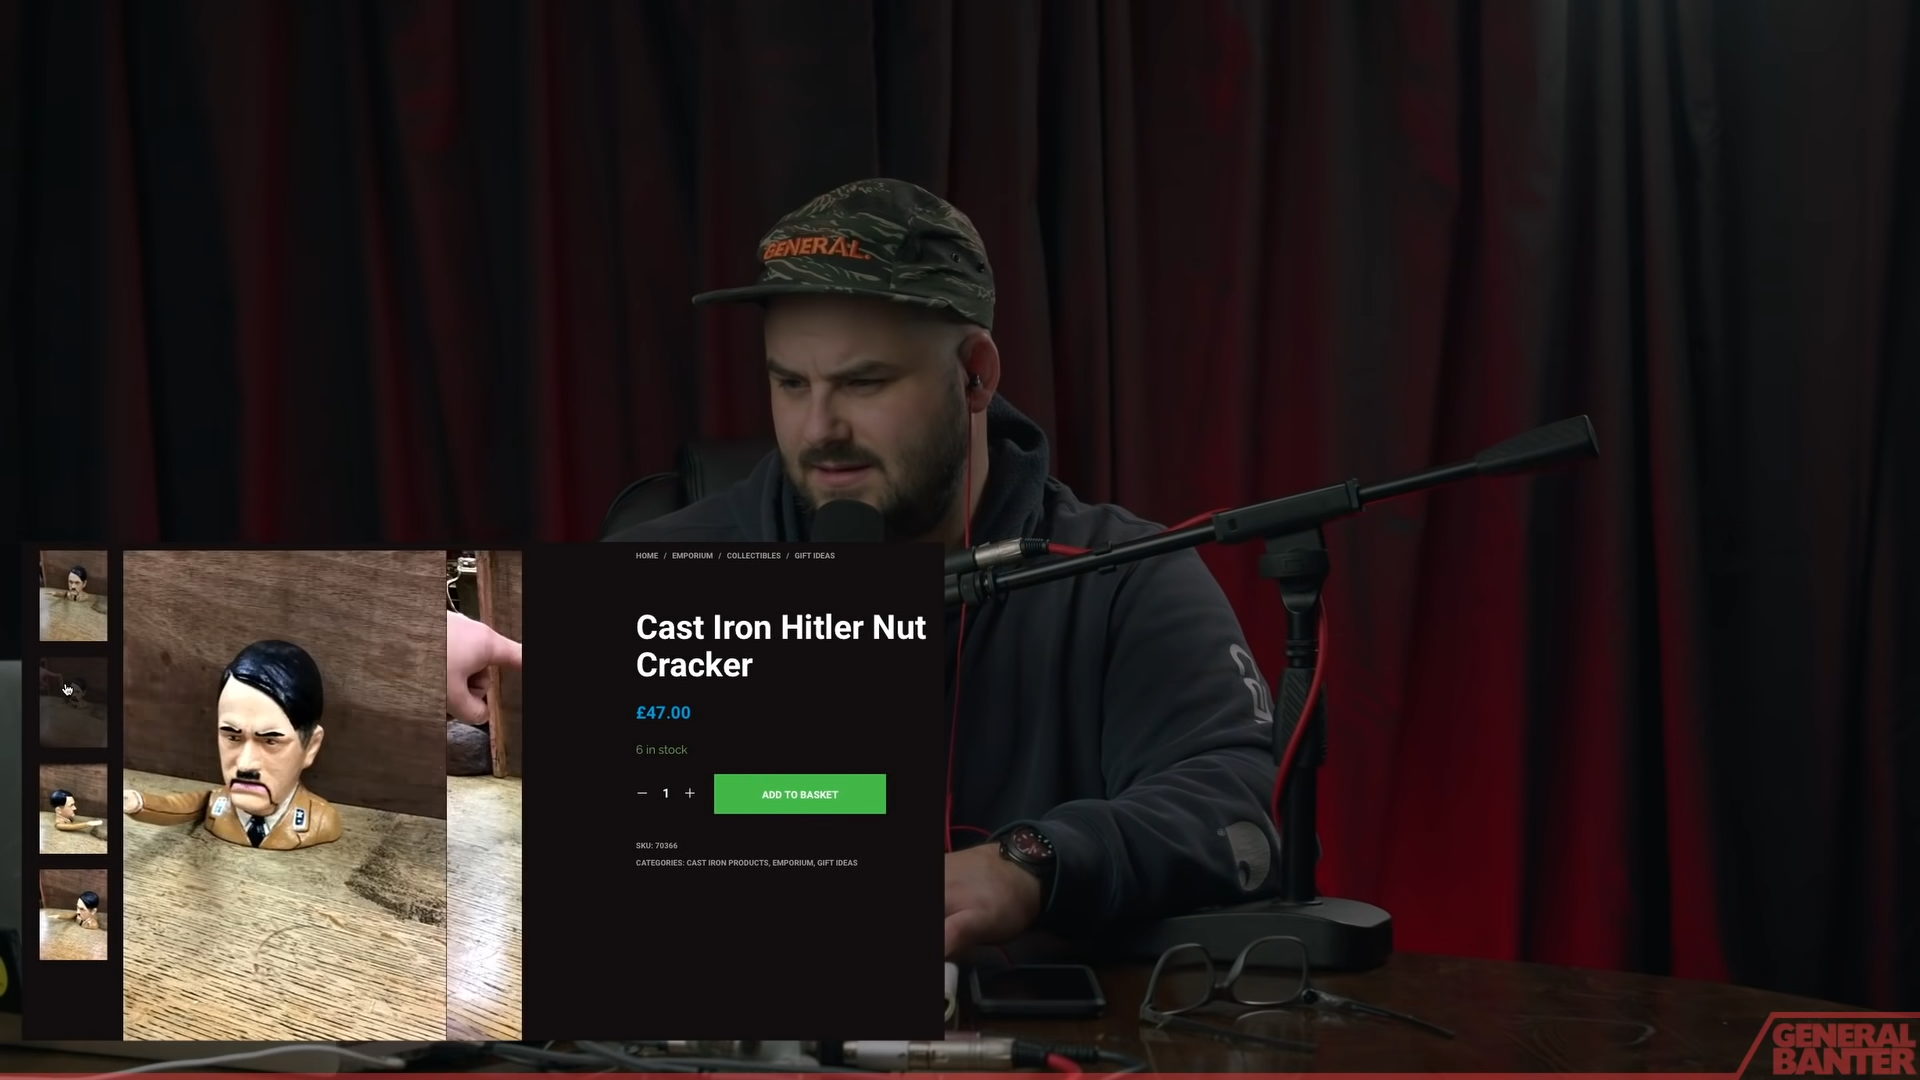 GENERAL.
HOME / EMPORIUM / COLLECTIBLES / GIFT IDEAS
Cast Iron Hitler Nut
Cracker
£47.00
6 in stock
— 1 +
ADD TO BASKET
SKU: 70366
CATEGORIES: CAST IRON PRODUCTS, EMPORIUM, GIFT IDEAS
GENERAL
BANTER